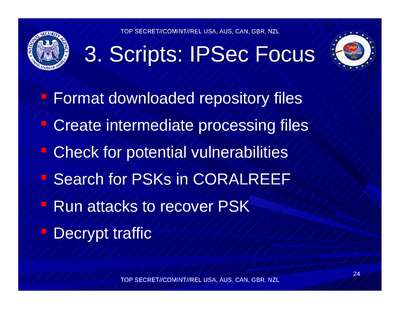 TOP SECRET//COMINT//REL USA, AUS, CAN, GBR, NZL
3. Scripts: IPSec Focus
Format downloaded repository files
Create intermediate processing files
Check for potential vulnerabilities
Search for PSKs in CORALREEF
Run attacks to recover PSK
Decrypt traffic
24
TOP SECRET//COMINT//REL USA, AUS, CAN, GBR, NZL